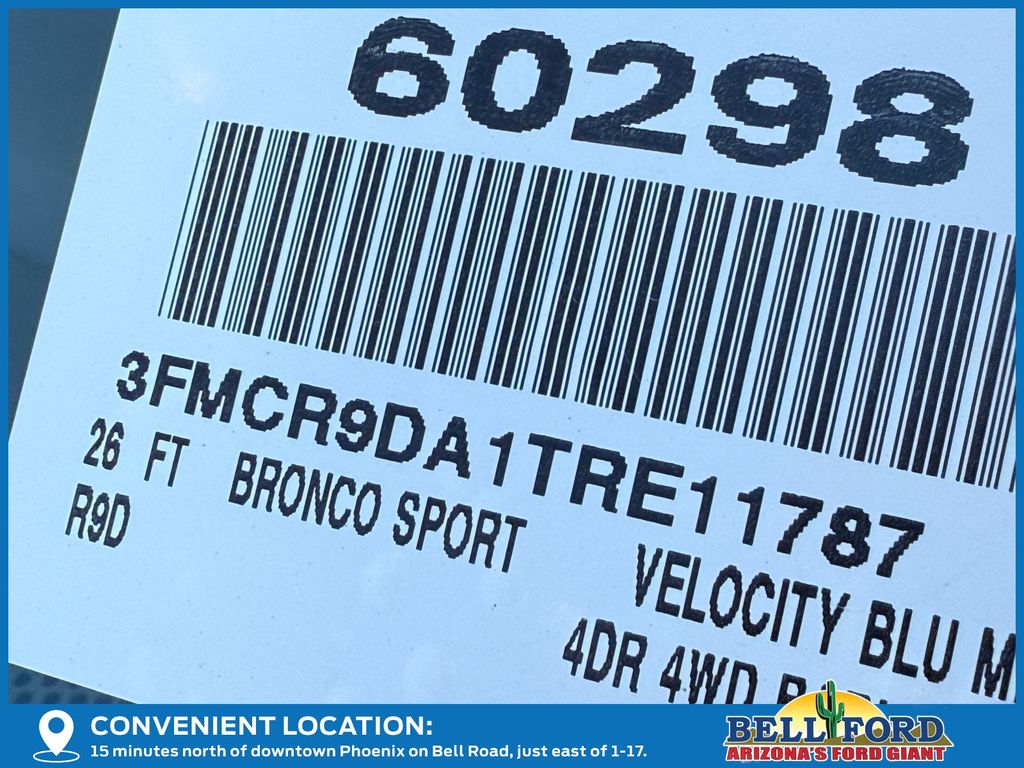 60298
3FMCR9DA1TRE11787
26 FT BRONCO SPORT VELOCITY BLU M
R9D 4DR 4WD
CONVENIENT LOCATION:
15 minutes north of downtown Phoenix on Bell Road, just east of 1-17.
BELL FORD
ARIZONA'S FORD GIANT